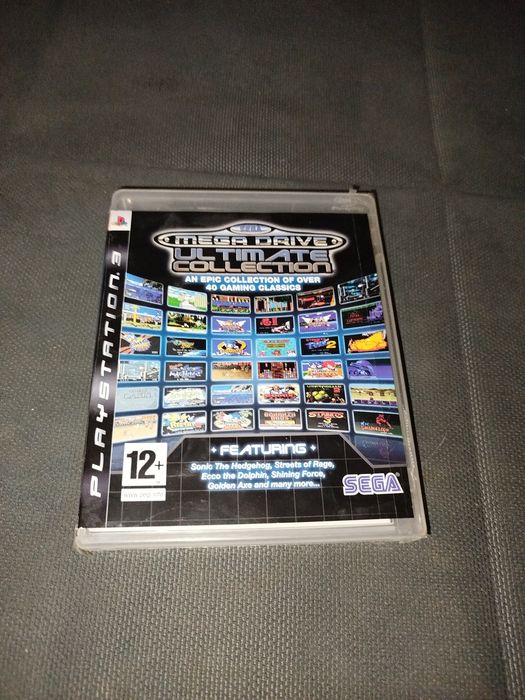 PLAYSTATION 3
SEGA
MEGA DRIVE
ULTIMATE
COLLECTION
AN EPIC COLLECTION OF OVER
40 GAMING CLASSICS
• FEATURING •
Sonic The Hedgehog, Streets of Rage,
Ecco the Dolphin, Shining Force,
Golden Axe and many more...
12+
www.pegi.info
SEGA